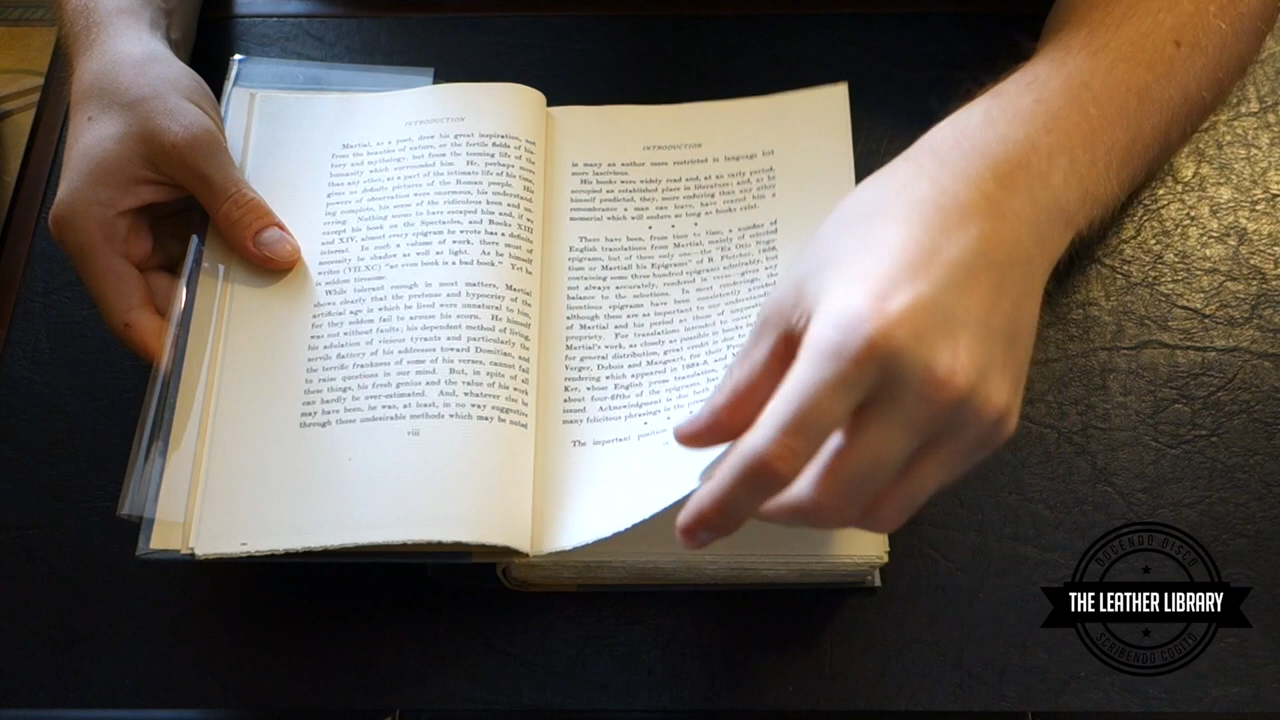 INTRODUCTION
Martial, as a poet, drew his great inspiration, not
from the beauties of nature, or the fertile fields of his-
tory and mythology, but from the teeming life of the
humanity which surrounded him. He, perhaps more
than any other, as a part of the intimate life of his time,
gives us definite pictures of the Roman people. His
powers of observation were enormous, his understand-
ing complete, his sense of the ridiculous keen and un-
erring. Nothing seems to have escaped him and, if we
except his book on the Spectacles, and Books XIII
and XIV, almost every epigram he wrote has a definite
interest. In such a volume of work, there must of
necessity be shadow as well as light. As he himself
writes (VII.XC) "an even book is a bad book." Yet he
is seldom tiresome.
While tolerant enough in most matters, Martial
shows clearly that the pretense and hypocrisy of the
artificial age in which he lived were unnatural to him,
for they seldom fail to arouse his scorn. He himself
was not without faults; his dependent method of living,
his adulation of vicious tyrants and particularly the
servile flattery of his addresses toward Domitian, and
the terrific frankness of some of his verses, cannot fail
to raise questions in our mind. But, in spite of all
these things, his fresh genius and the value of his work
can hardly be over-estimated. And, whatever else he
may have been, he was, at least, in no way suggestive
through those undesirable methods which may be noted
viii
INTRODUCTION
in many an author more restricted in language but
more lascivious.
His books were widely read and, at an early period,
occupied an established place in literature; and, as he
himself predicted, they, more enduring than any other
remembrance a man can leave, have reared him a
memorial which will endure so long as books exist.
* * *
There have been, from time to time, a number of
English translations from Martial, mainly of selected
epigrams, but of these only one—the "Ex Otio Nego-
tium or Martiall his Epigrams" of R. Fletcher, 1656,
containing some three hundred epigrams admirably, but
not always accurately, rendered in verse—gives any
balance to the selections. In most renderings, the
licentious epigrams have been consistently avoided
although these are as important to our understanding
of Martial and his period as those of unquestioned
propriety. For translations intended to cover
Martial's work, as closely as possible in books
for general distribution, great credit is due to
Verger, Dubois and Mangeart, for their
rendering which appeared in 1834-5, and
Ker, whose English prose translation,
about four-fifths of the epigrams, has
issued. Acknowledgment is due both
many felicitous phrasings in the
*
The important position
DOCENDO DISCO
THE LEATHER LIBRARY
SCRIBENDO COGITO